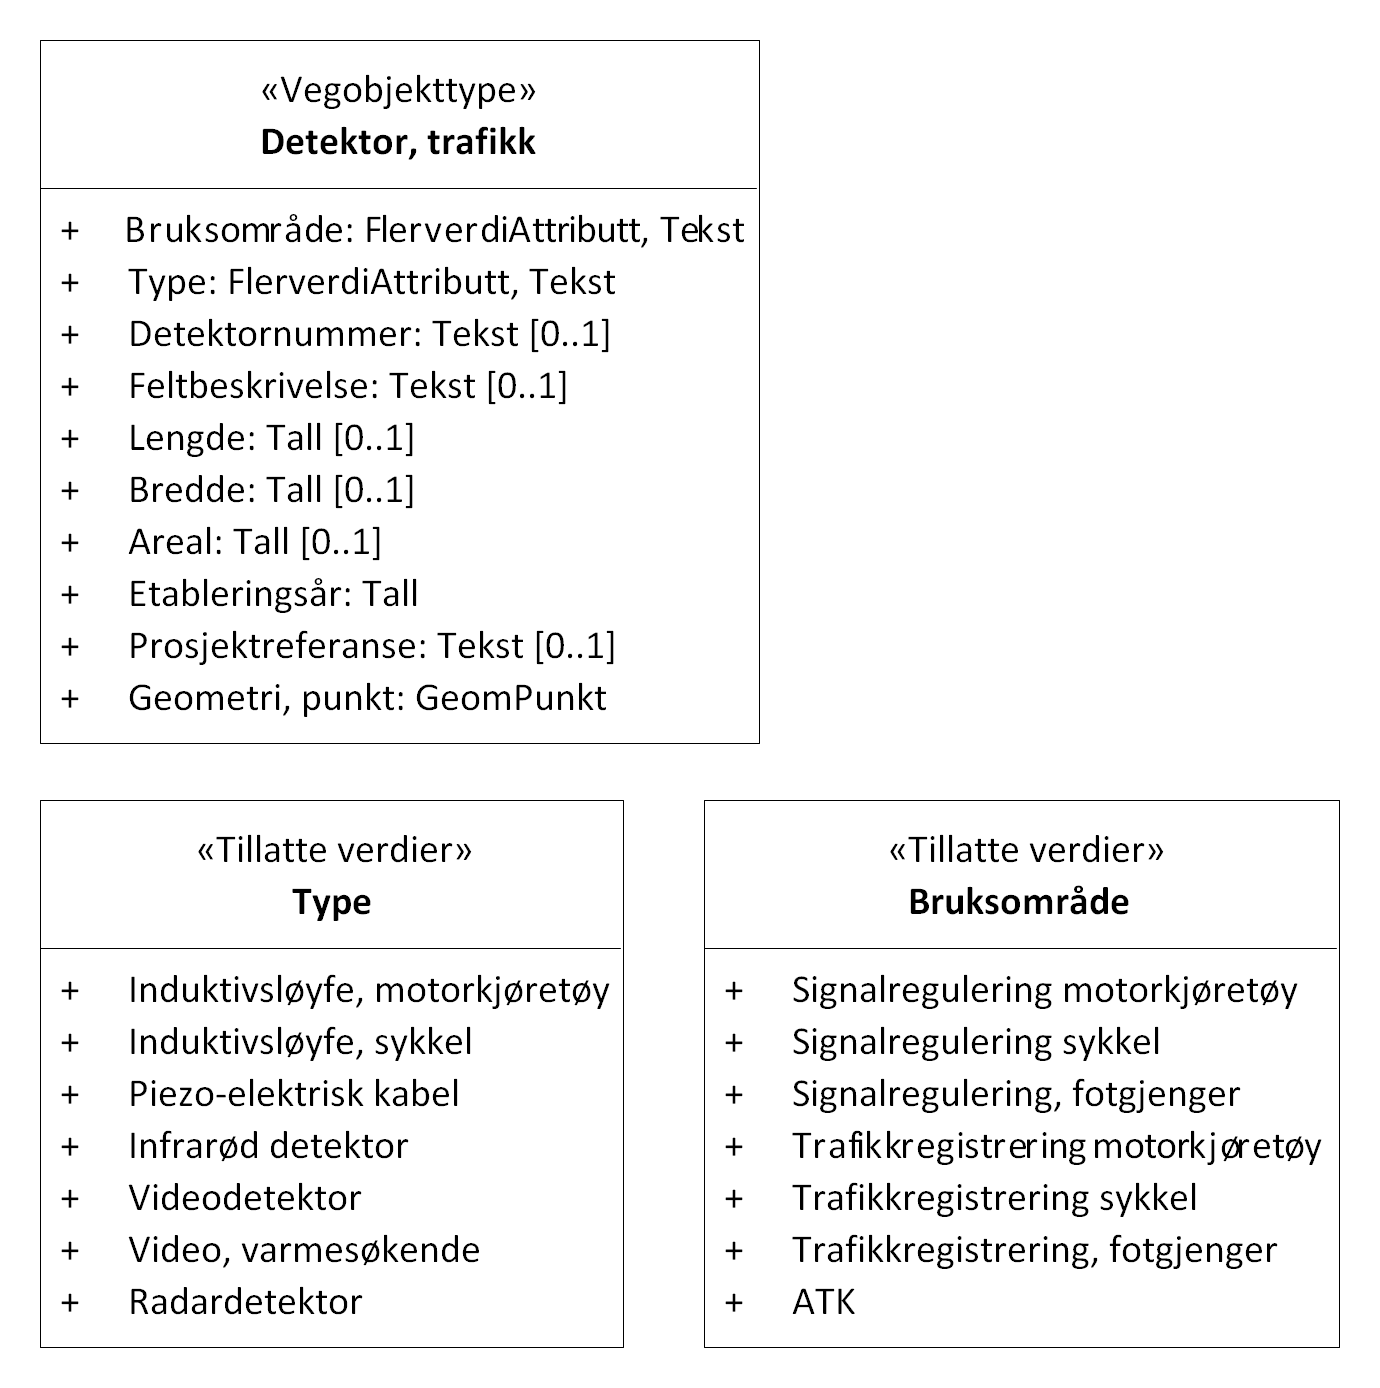 «Vegobjekttype»
Detektor, trafikk
+ Bruksområde: FlerverdiAttributt, Tekst
+ Type: FlerverdiAttributt, Tekst
+ Detektornummer: Tekst [0..1]
+ Feltbeskrivelse: Tekst [0..1]
+ Lengde: Tall [0..1]
+ Bredde: Tall [0..1]
+ Areal: Tall [0..1]
+ Etableringsår: Tall
+ Prosjektreferanse: Tekst [0..1]
+ Geometri, punkt: GeomPunkt
«Tillatte verdier»
Type
+ Induktivsløyfe, motorkjøretøy
+ Induktivsløyfe, sykkel
+ Piezo-elektrisk kabel
+ Infrarød detektor
+ Videodetektor
+ Video, varmesøkende
+ Radardetektor
«Tillatte verdier»
Bruksområde
+ Signalregulering motorkjøretøy
+ Signalregulering sykkel
+ Signalregulering, fotgjenger
+ Trafikkregistrering motorkjøretøy
+ Trafikkregistrering sykkel
+ Trafikkregistrering, fotgjenger
+ ATK